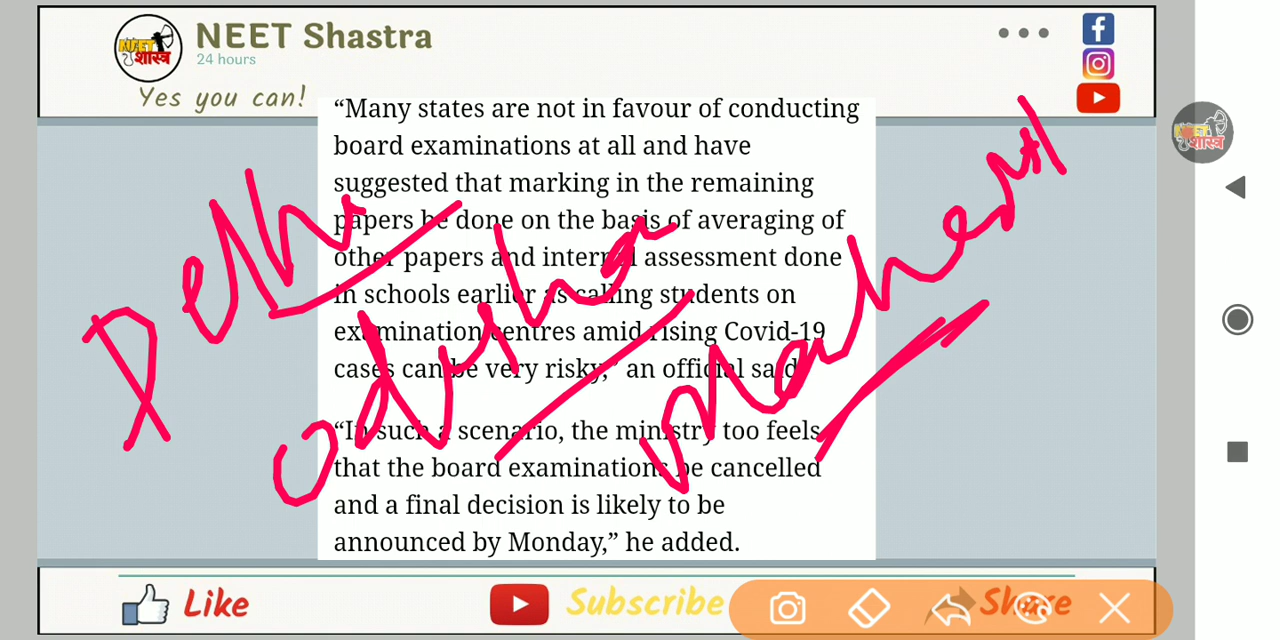 NEET Shastra
24 hours
Yes you can!
NEET
शास्त्र
NEET
शास्त्र
“Many states are not in favour of conducting
board examinations at all and have
suggested that marking in the remaining
papers be done on the basis of averaging of
other papers and internal assessment done
in schools earlier as calling students on
examination centres amid rising Covid-19
cases can be very risky,” an official said.
“In such a scenario, the ministry too feels
that the board examinations be cancelled
and a final decision is likely to be
announced by Monday,” he added.
Delhi
Like
Subscribe
Share